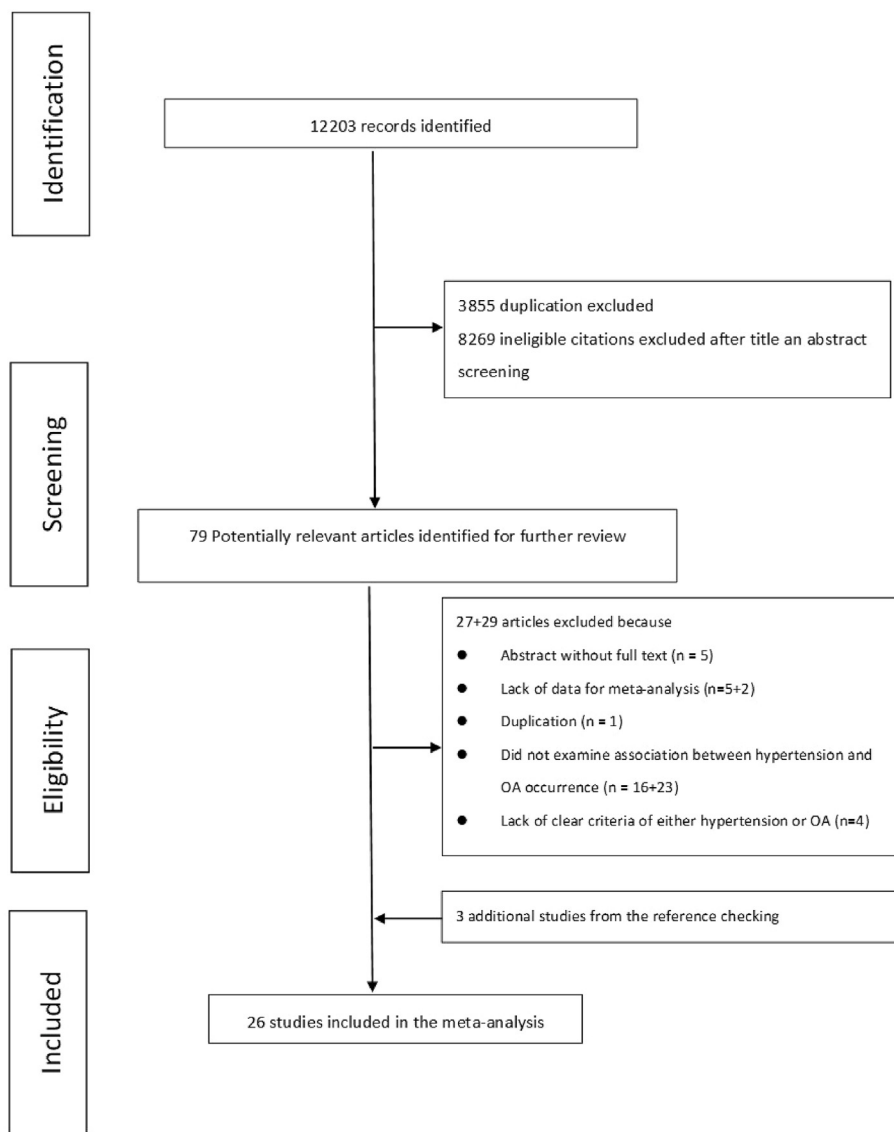 Identification
12203 records identified
3855 duplication excluded
8269 ineligible citations excluded after title an abstract
screening
Screening
79 Potentially relevant articles identified for further review
Eligibility
27+29 articles excluded because
● Abstract without full text (n = 5)
● Lack of data for meta-analysis (n=5+2)
● Duplication (n = 1)
● Did not examine association between hypertension and
OA occurrence (n = 16+23)
● Lack of clear criteria of either hypertension or OA (n=4)
3 additional studies from the reference checking
Included
26 studies included in the meta-analysis